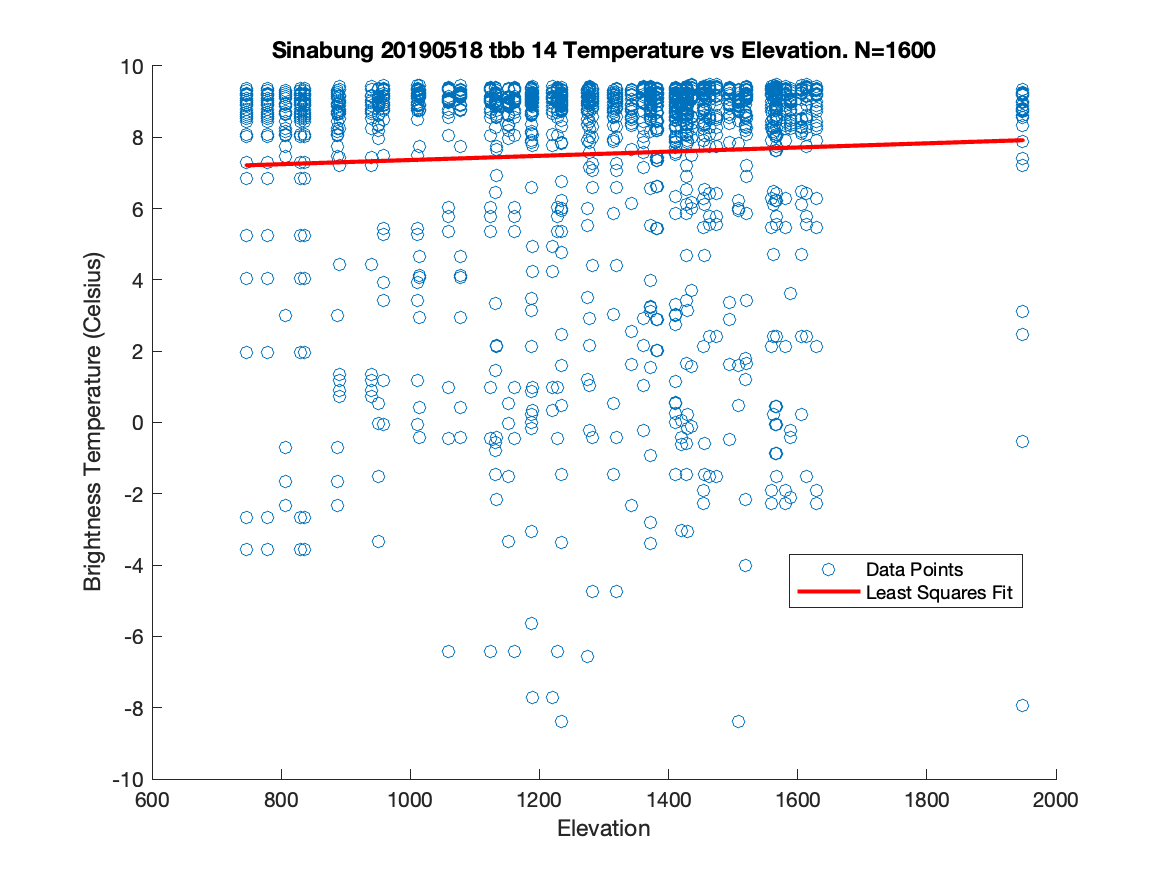 Sinabung 20190518 tbb 14 Temperature vs Elevation. N=1600
10
8
6
4
2
0
-2
-4
-6
-8
-10
Brightness Temperature (Celsius)
Data Points
Least Squares Fit
600 800 1000 1200 1400 1600 1800 2000
Elevation